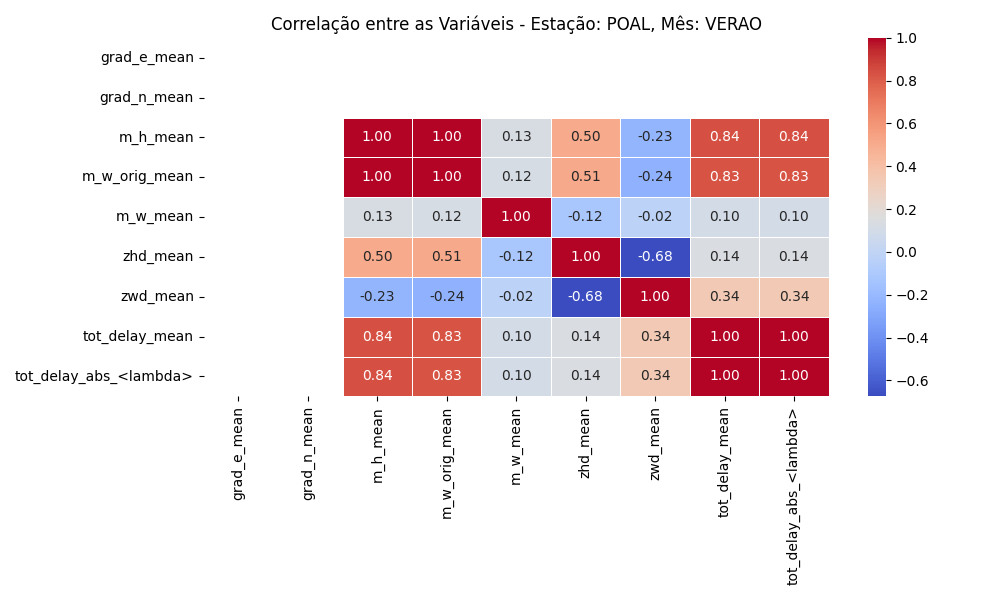 Correlação entre as Variáveis - Estação: POAL, Mês: VERAO
grad_e_mean
grad_n_mean
m_h_mean 1.00 1.00 0.13 0.50 -0.23 0.84 0.84
m_w_orig_mean 1.00 1.00 0.12 0.51 -0.24 0.83 0.83
m_w_mean 0.13 0.12 1.00 -0.12 -0.02 0.10 0.10
zhd_mean 0.50 0.51 -0.12 1.00 -0.68 0.14 0.14
zwd_mean -0.23 -0.24 -0.02 -0.68 1.00 0.34 0.34
tot_delay_mean 0.84 0.83 0.10 0.14 0.34 1.00 1.00
tot_delay_abs_<lambda> 0.84 0.83 0.10 0.14 0.34 1.00 1.00
grad_e_mean
grad_n_mean
m_h_mean
m_w_orig_mean
m_w_mean
zhd_mean
zwd_mean
tot_delay_mean
tot_delay_abs_<lambda>
1.0
0.8
0.6
0.4
0.2
0.0
−0.2
−0.4
−0.6